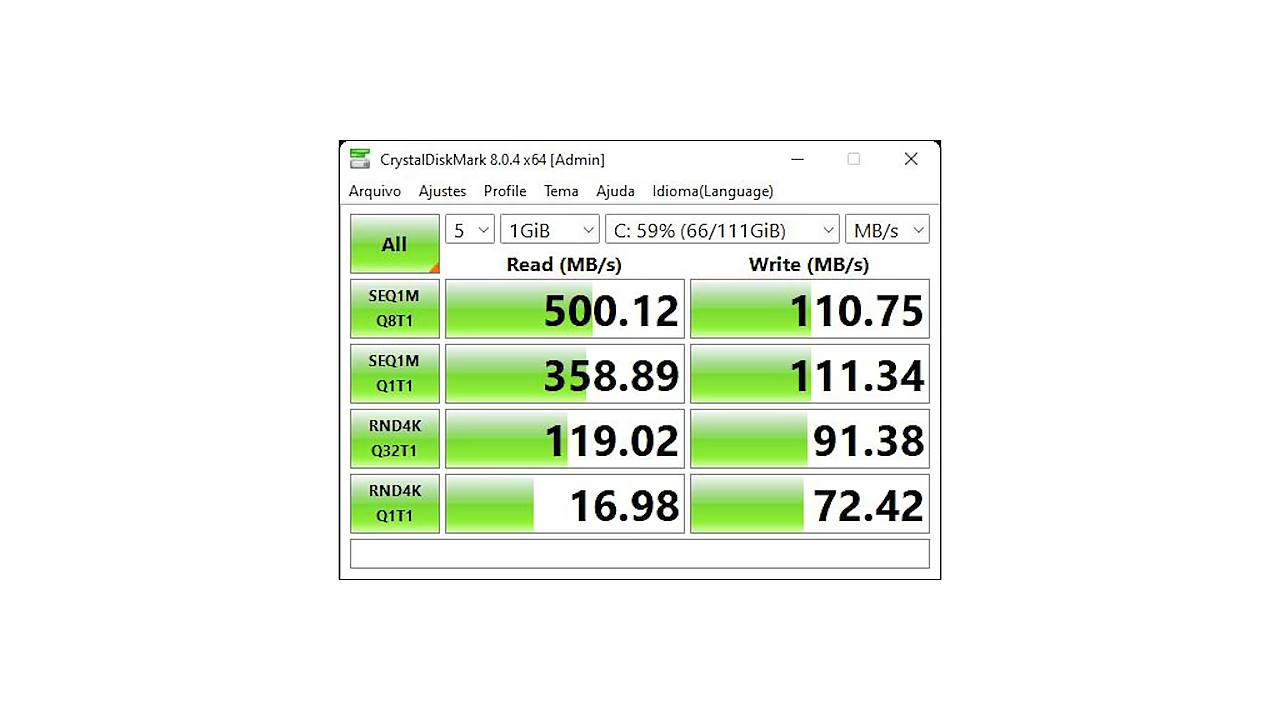 CrystalDiskMark 8.0.4 x64 [Admin]
Arquivo Ajustes Profile Tema Ajuda Idioma(Language)
All 5 1GiB C: 59% (66/111GiB) MB/s
Read (MB/s) Write (MB/s)
SEQ1M
Q8T1
500.12 110.75
SEQ1M
Q1T1
358.89 111.34
RND4K
Q32T1
119.02 91.38
RND4K
Q1T1
16.98 72.42